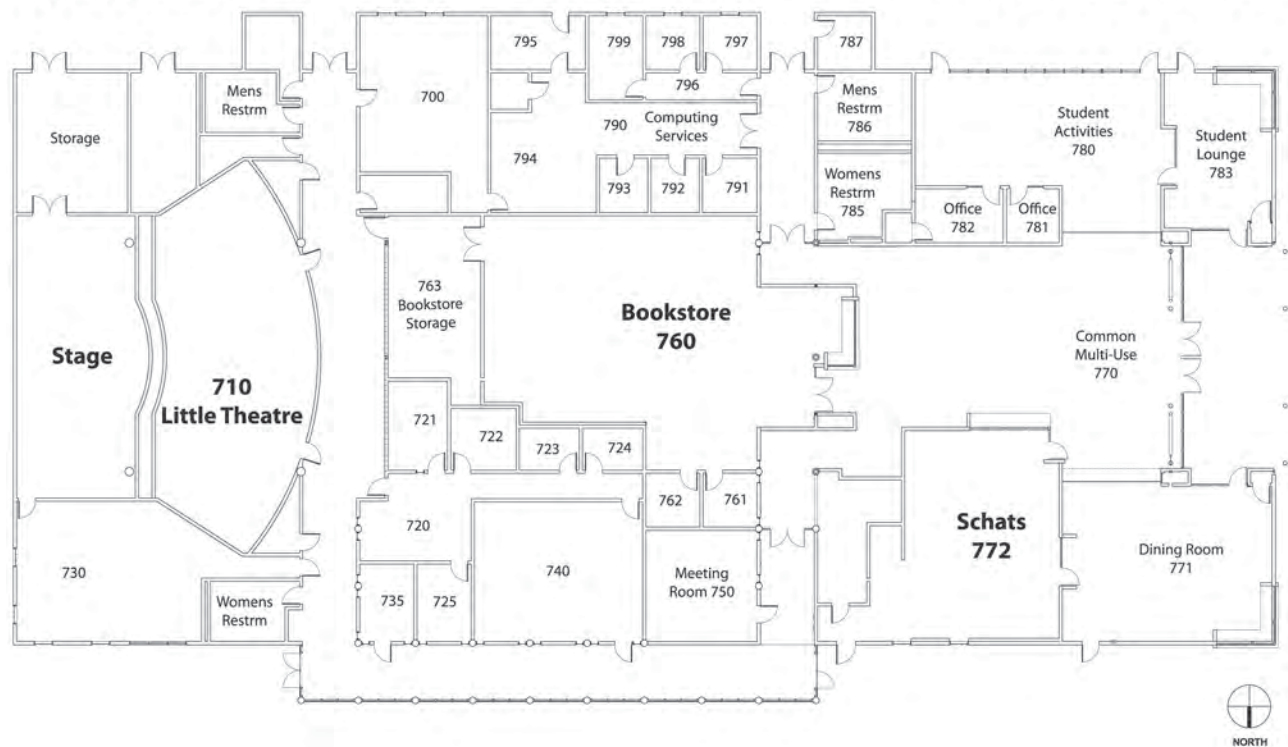 795
799
798
797
787
796
700
Mens
Restrm
Storage
790
Computing
Services
794
793
792
791
Mens
Restrm
786
Womens
Restrm
785
Student
Activities
780
Student
Lounge
783
Office
782
Office
781
763
Bookstore
Storage
Bookstore
760
Common
Multi-Use
770
Stage
710
Little Theatre
721
722
723
724
762
761
720
730
740
Meeting
Room 750
Schats
772
Dining Room
771
735
725
Womens
Restrm
NORTH